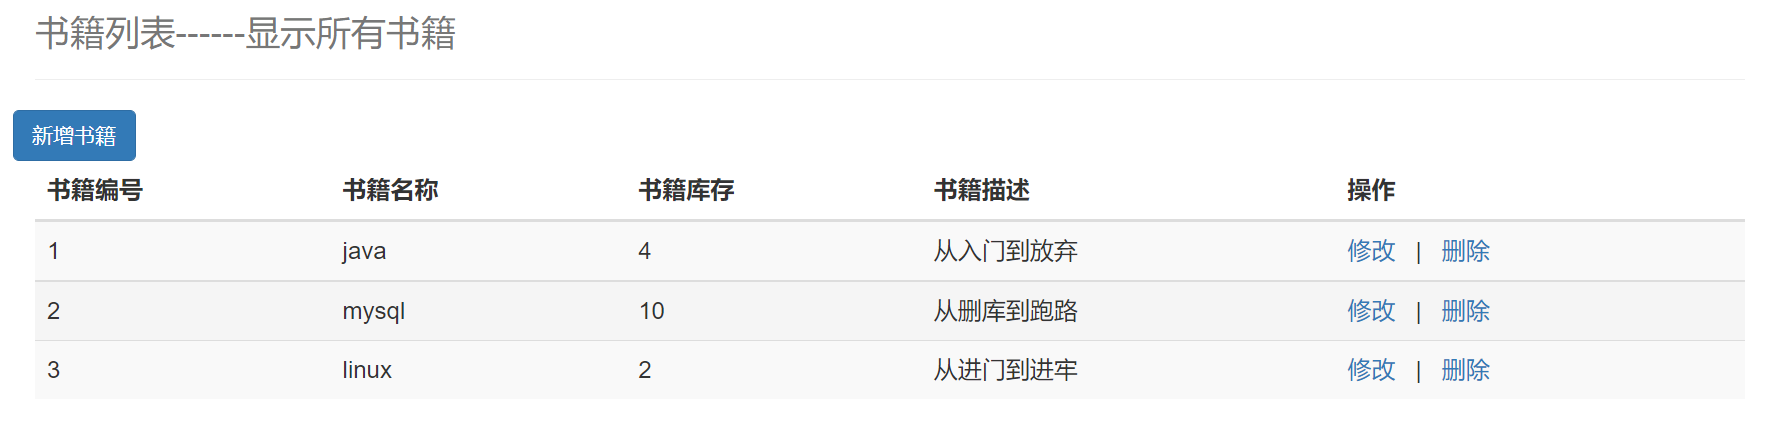 书籍列表------显示所有书籍
新增书籍
书籍编号 书籍名称 书籍库存 书籍描述 操作
1 java 4 从入门到放弃 修改 | 删除
2 mysql 10 从删库到跑路 修改 | 删除
3 linux 2 从进门到进牢 修改 | 删除